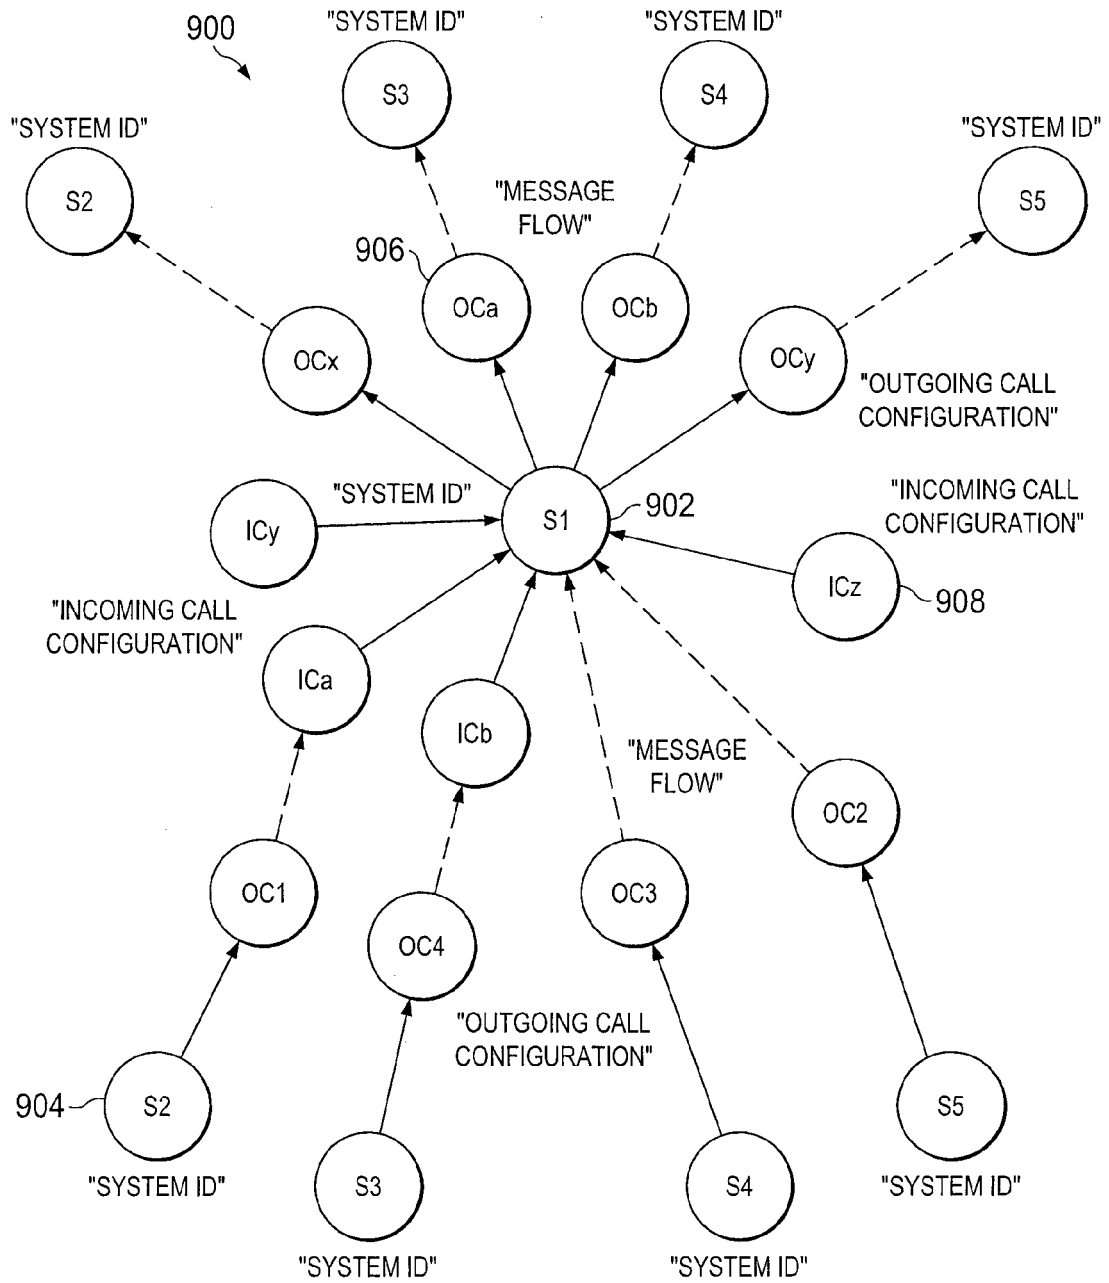 900
"SYSTEM ID"
"SYSTEM ID"
S3
S4
"SYSTEM ID"
"SYSTEM ID"
S2
S5
"MESSAGE
FLOW"
906
OCa
OCb
OCx
OCy
"OUTGOING CALL
CONFIGURATION"
"SYSTEM ID"
S1
902
"INCOMING CALL
CONFIGURATION"
ICy
ICz
908
"INCOMING CALL
CONFIGURATION"
ICa
ICb
"MESSAGE
FLOW"
OC2
OC1
OC3
OC4
"OUTGOING CALL
CONFIGURATION"
904
S2
S5
"SYSTEM ID"
S3
S4
"SYSTEM ID"
"SYSTEM ID"
"SYSTEM ID"